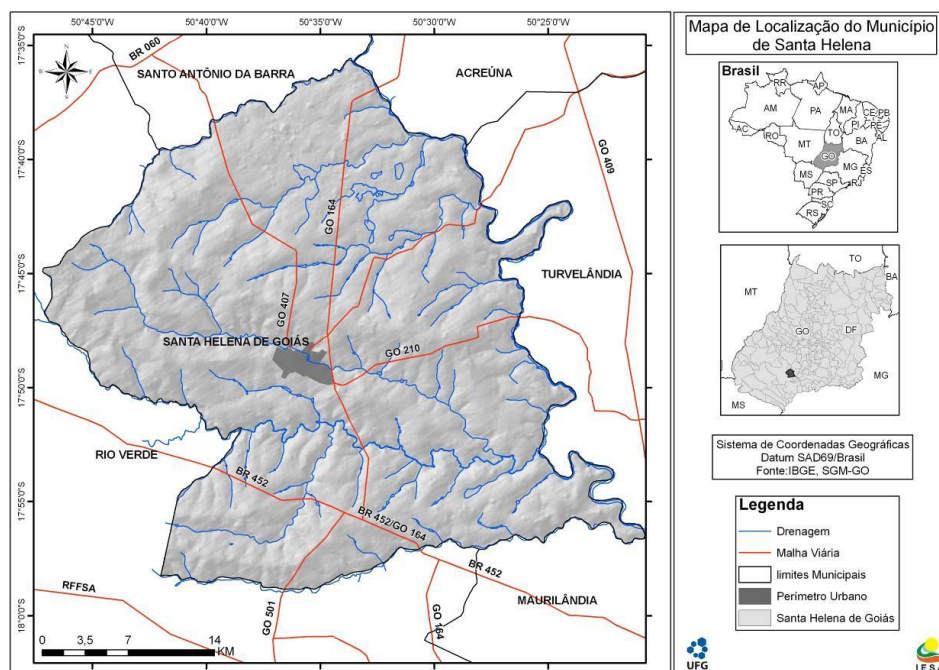 Mapa de Localização do Município
de Santa Helena
50°45'0"W
50°40'0"W
50°35'0"W
50°30'0"W
50°25'0"W
17°35'0"S
17°40'0"S
17°45'0"S
17°50'0"S
17°55'0"S
18°0'0"S
N
BR 060
SANTO ANTÔNIO DA BARRA
ACREÚNA
GO 409
GO 164
TURVELÂNDIA
GO 407
SANTA HELENA DE GOIÁS
GO 210
RIO VERDE
BR 452
BR 452/GO 164
BR 452
RFFSA
GO 501
GO 164
MAURILÂNDIA
0 3,5 7 14
KM
Brasil
RR
AP
AM
PA
MA
CE
PB
PI
PE
AL
AC
RO
TO
MT
BA
GO
MG
ES
MS
SP
RJ
PR
SC
RS
TO
BA
MT
GO
DF
MG
MS
Sistema de Coordenadas Geográficas
Datum SAD69/Brasil
Fonte:IBGE, SGM-GO
Legenda
Drenagem
Malha Viária
limites Municipais
Perimetro Urbano
Santa Helena de Goiás
UFG
I E S A